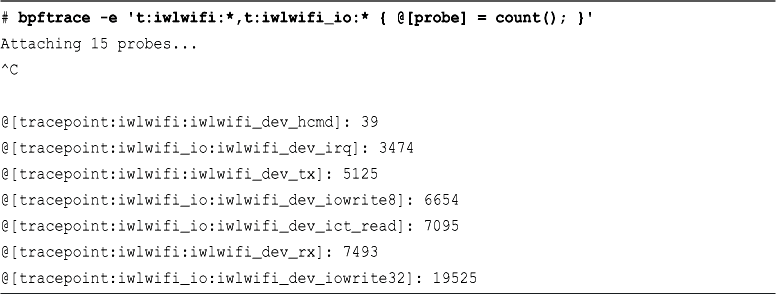 # bpftrace -e 't:iwlwifi:*,t:iwlwifi_io:* { @[probe] = count(); }'
Attaching 15 probes...
^C
@[tracepoint:iwlwifi:iwlwifi_dev_hcmd]: 39
@[tracepoint:iwlwifi_io:iwlwifi_dev_irq]: 3474
@[tracepoint:iwlwifi:iwlwifi_dev_tx]: 5125
@[tracepoint:iwlwifi_io:iwlwifi_dev_iowrite8]: 6654
@[tracepoint:iwlwifi_io:iwlwifi_dev_ict_read]: 7095
@[tracepoint:iwlwifi:iwlwifi_dev_rx]: 7493
@[tracepoint:iwlwifi_io:iwlwifi_dev_iowrite32]: 19525